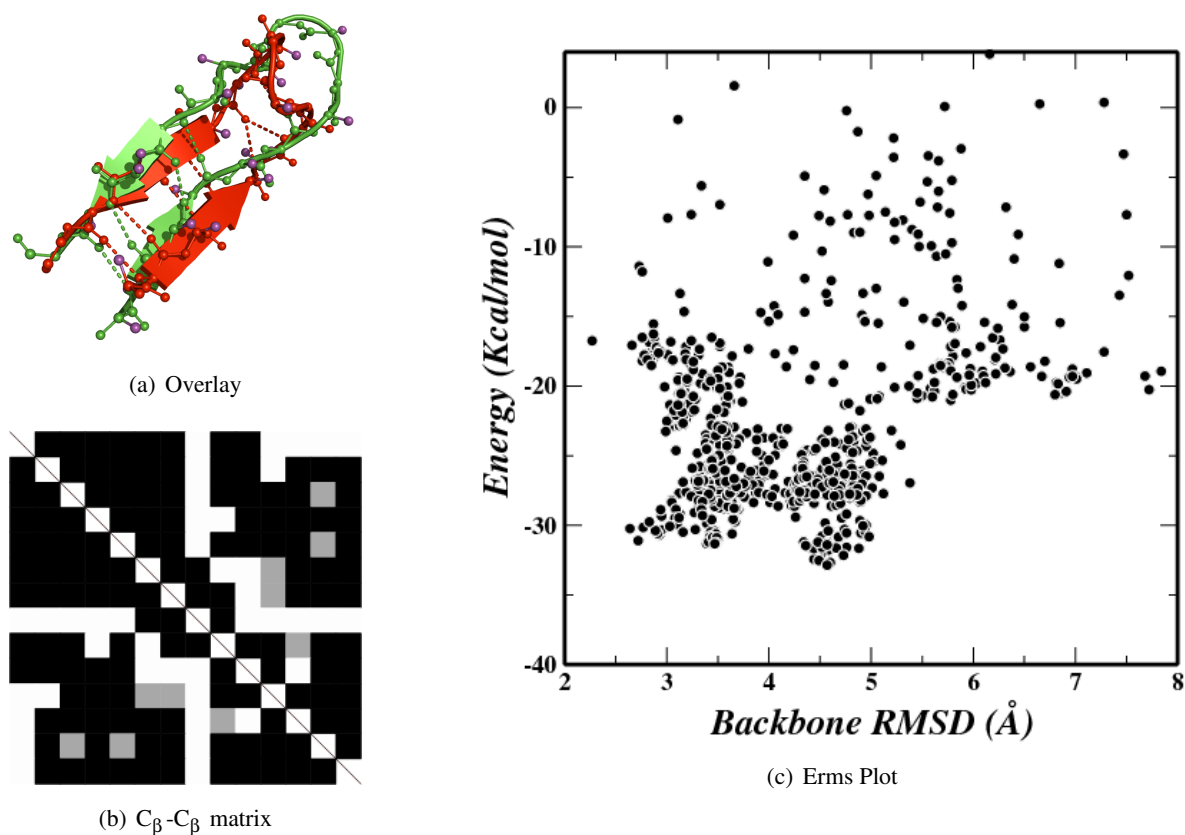 (a) Overlay
(b) Cβ-Cβ matrix
0
-10
-20
-30
-40
2 3 4 5 6 7 8
Energy (Kcal/mol)
Backbone RMSD (Å)
(c) Erms Plot